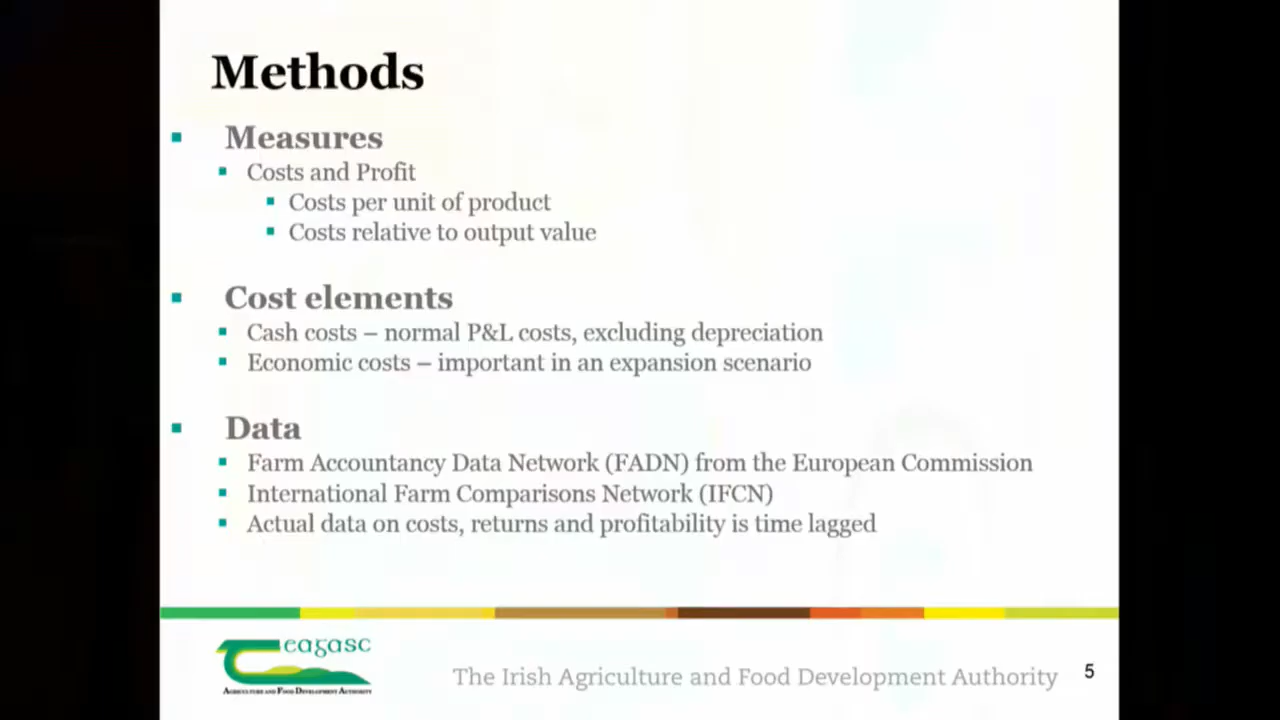 Methods
Measures
Costs and Profit
Costs per unit of product
Costs relative to output value
Cost elements
Cash costs – normal P&L costs, excluding depreciation
Economic costs – important in an expansion scenario
Data
Farm Accountancy Data Network (FADN) from the European Commission
International Farm Comparisons Network (IFCN)
Actual data on costs, returns and profitability is time lagged
Teagasc
AGRICULTURE AND FOOD DEVELOPMENT AUTHORITY
The Irish Agriculture and Food Development Authority
5